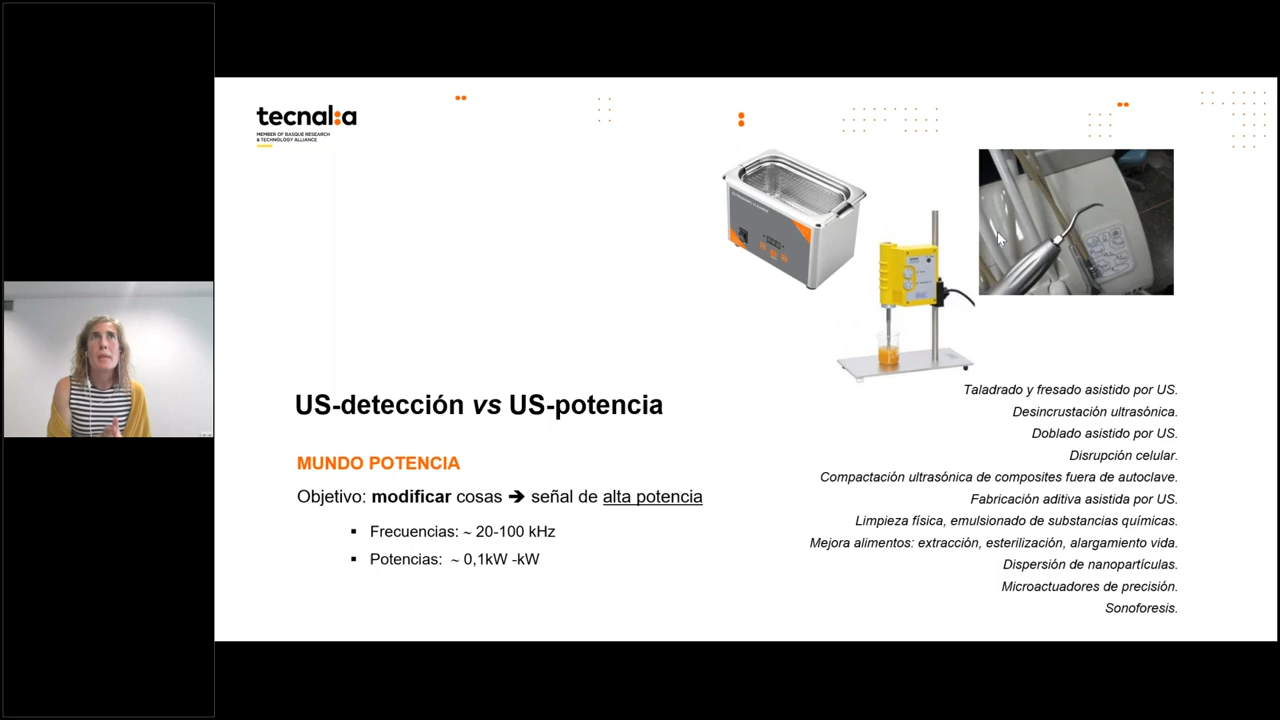 tecnal:a
MEMBER OF BASQUE RESEARCH
& TECHNOLOGY ALLIANCE
US-detección vs US-potencia
MUNDO POTENCIA
Objetivo: modificar cosas ➔ señal de alta potencia
▪ Frecuencias: ~ 20-100 kHz
▪ Potencias: ~ 0,1kW -kW
Taladrado y fresado asistido por US.
Desincrustación ultrasónica.
Doblado asistido por US.
Disrupción celular.
Compactación ultrasónica de composites fuera de autoclave.
Fabricación aditiva asistida por US.
Limpieza física, emulsionado de substancias químicas.
Mejora alimentos: extracción, esterilización, alargamiento vida.
Dispersión de nanopartículas.
Microactuadores de precisión.
Sonoforesis.